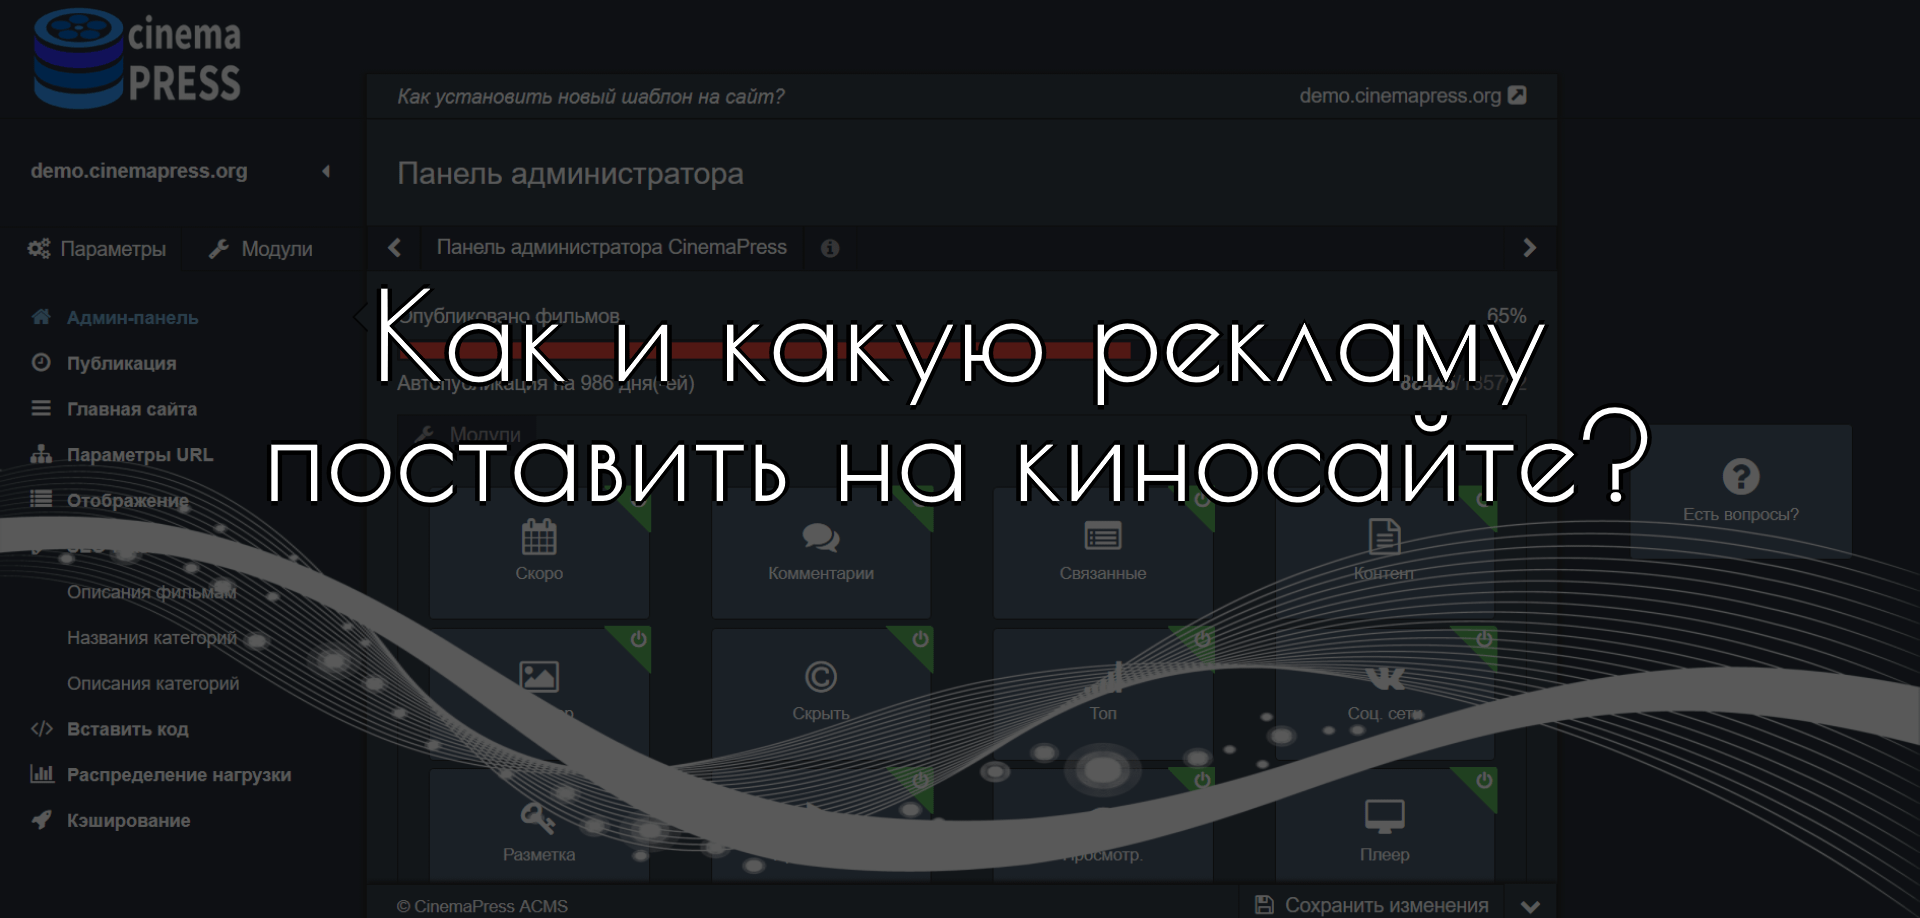 cinema
PRESS
Как установить новый шаблон на сайт?
demo.cinemapress.org
demo.cinemapress.org
Панель администратора
Параметры
Модули
Панель администратора CinemaPress
Как и какую рекламу
поставить на киносайте?
Опубликовано фильмов
65%
Автопубликация на 986 дня(ей)
Модули
Админ-панель
Публикация
Главная сайта
Параметры URL
Отображение
SEO
Описания фильмам
Названия категорий
Описания категорий
Вставить код
Распределение нагрузки
Кэширование
Скоро
Комментарии
Связанные
Контент
Скрыть
Топ
Соц. сети
Разметка
Просмотр.
Плеер
Есть вопросы?
© CinemaPress ACMS
Сохранить изменения